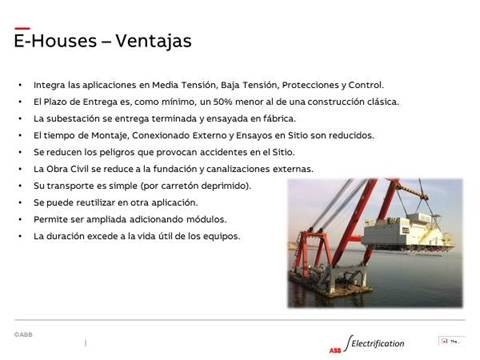 E-Houses – Ventajas
• Integra las aplicaciones en Media Tensión, Baja Tensión, Protecciones y Control.
• El Plazo de Entrega es, como mínimo, un 50% menor al de una construcción clásica.
• La subestación se entrega terminada y ensayada en fábrica.
• El tiempo de Montaje, Conexionado Externo y Ensayos en Sitio son reducidos.
• Se reducen los peligros que provocan accidentes en el Sitio.
• La Obra Civil se reduce a la fundación y canalizaciones externas.
• Su transporte es simple (por carretón deprimido).
• Se puede reutilizar en otra aplicación.
• Permite ser ampliada adicionando módulos.
• La duración excede a la vida útil de los equipos.
©ABB
ABB Electrification